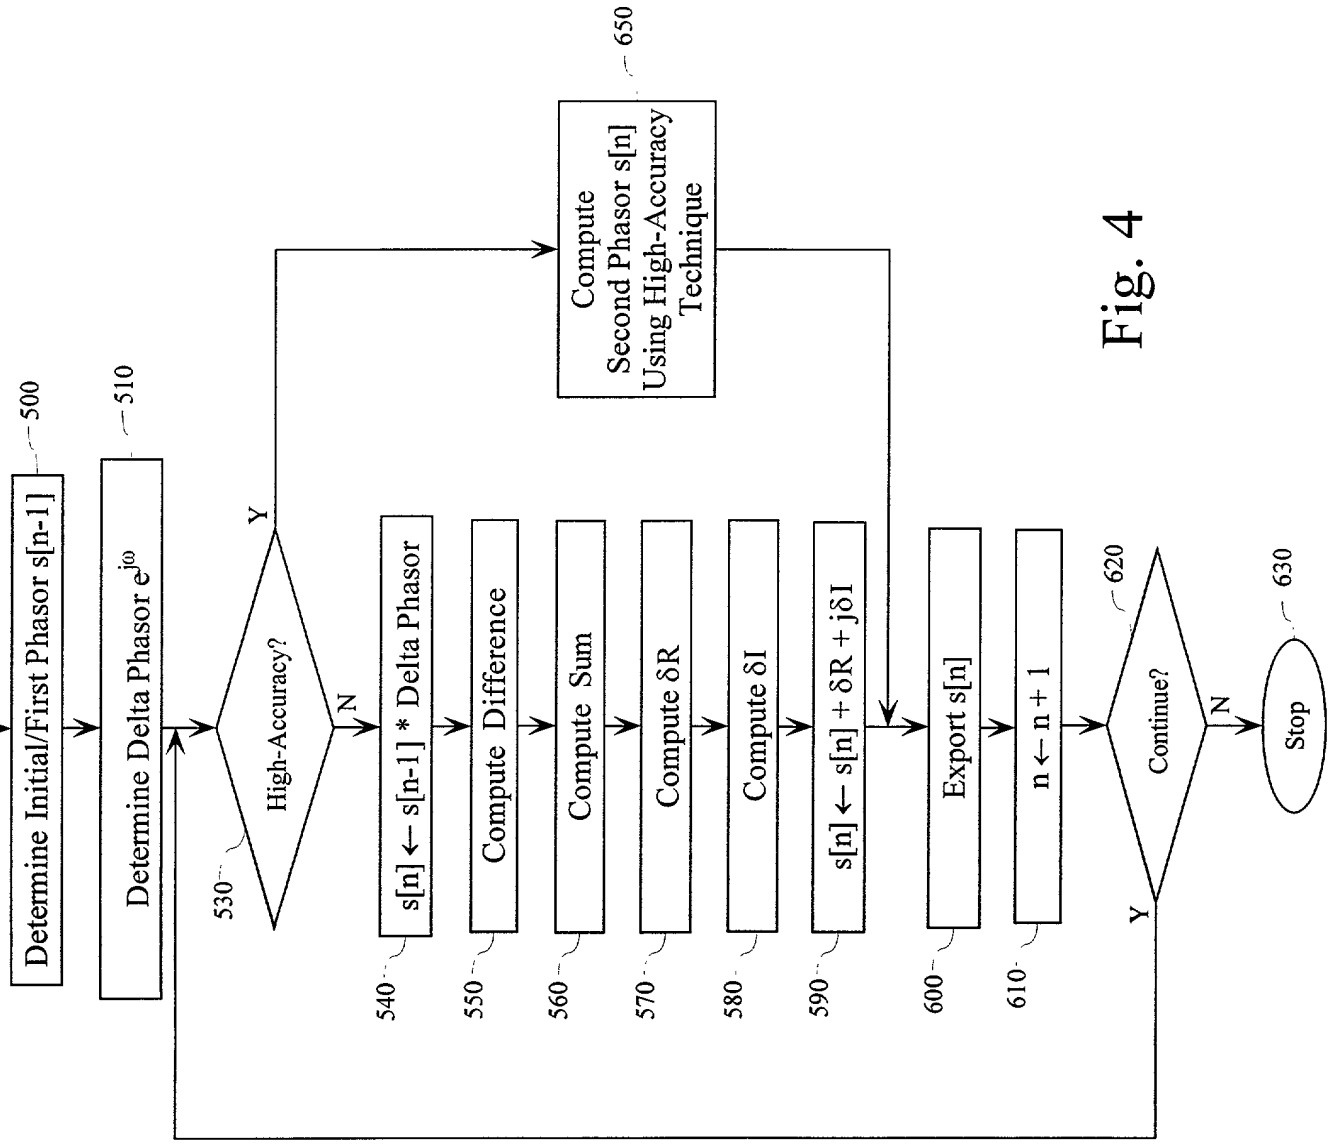 Determine Initial/First Phasor s[n-1]
500
Determine Delta Phasor e^jω
510
High-Accuracy?
530
Y
N
Compute
Second Phasor s[n]
Using High-Accuracy
Technique
650
s[n] ← s[n-1] * Delta Phasor
540
Compute Difference
550
Compute Sum
560
Compute δR
570
Compute δI
580
s[n] ← s[n] + δR + jδI
590
Export s[n]
600
n ← n + 1
610
Continue?
620
Y
N
Stop
630
Fig. 4